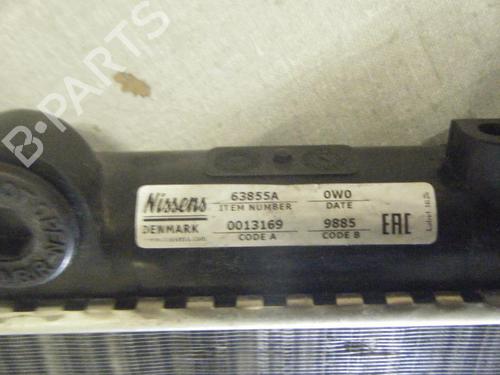 B-PARTS
Nissens
DENMARK
63855A
ITEM NUMBER
0W0
DATE
0013169
CODE A
9885
CODE B
EAC